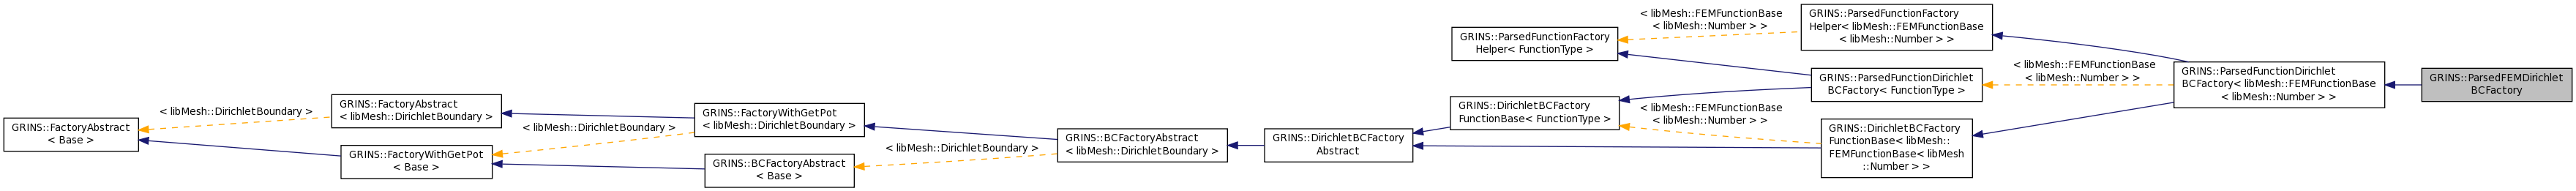 GRINS::FactoryAbstract
< Base >
< libMesh::DirichletBoundary >
GRINS::FactoryAbstract
< libMesh::DirichletBoundary >
GRINS::FactoryWithGetPot
< Base >
< libMesh::DirichletBoundary >
GRINS::FactoryWithGetPot
< libMesh::DirichletBoundary >
GRINS::BCFactoryAbstract
< Base >
< libMesh::DirichletBoundary >
GRINS::BCFactoryAbstract
< libMesh::DirichletBoundary >
GRINS::DirichletBCFactory
Abstract
GRINS::ParsedFunctionFactory
Helper< FunctionType >
GRINS::DirichletBCFactory
FunctionBase< FunctionType >
< libMesh::FEMFunctionBase
< libMesh::Number > >
< libMesh::FEMFunctionBase
< libMesh::Number > >
GRINS::ParsedFunctionFactory
Helper< libMesh::FEMFunctionBase
< libMesh::Number > >
GRINS::ParsedFunctionDirichlet
BCFactory< FunctionType >
GRINS::DirichletBCFactory
FunctionBase< libMesh::
FEMFunctionBase< libMesh
::Number > >
< libMesh::FEMFunctionBase
< libMesh::Number > >
GRINS::ParsedFunctionDirichlet
BCFactory< libMesh::FEMFunctionBase
< libMesh::Number > >
GRINS::ParsedFEMDirichlet
BCFactory